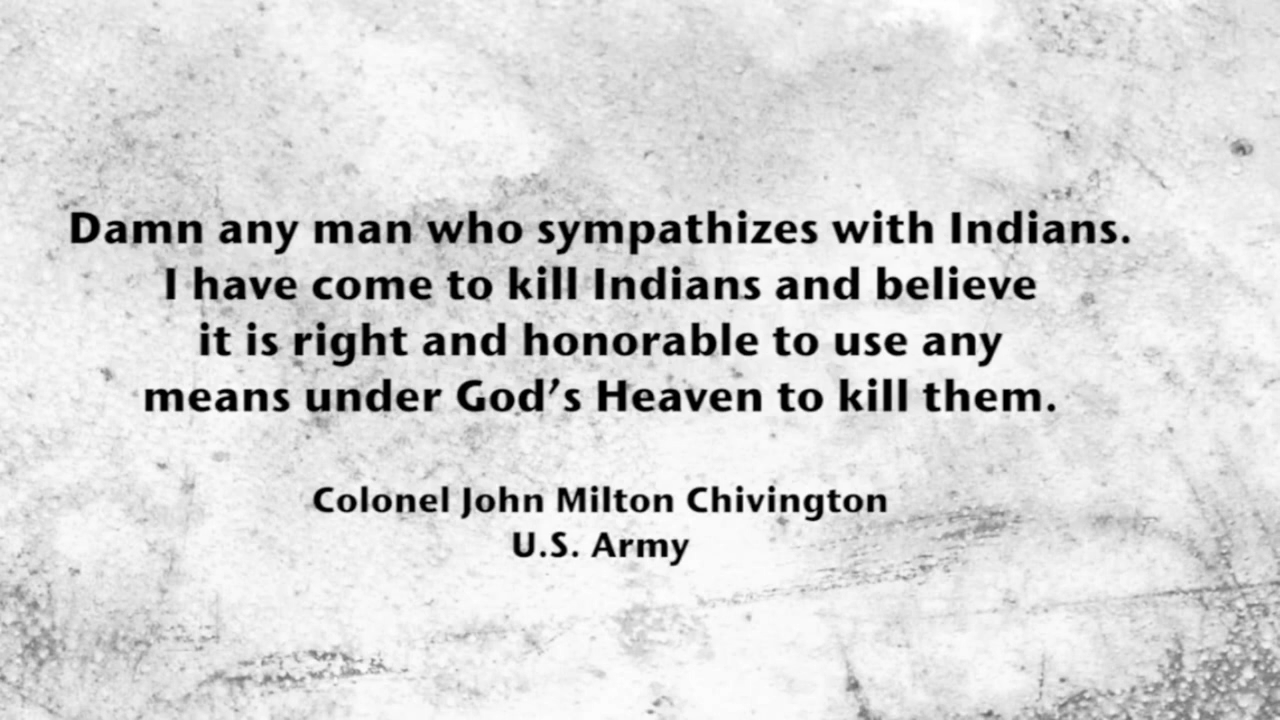 Damn any man who sympathizes with Indians.
I have come to kill Indians and believe
it is right and honorable to use any
means under God’s Heaven to kill them.
Colonel John Milton Chivington
U.S. Army